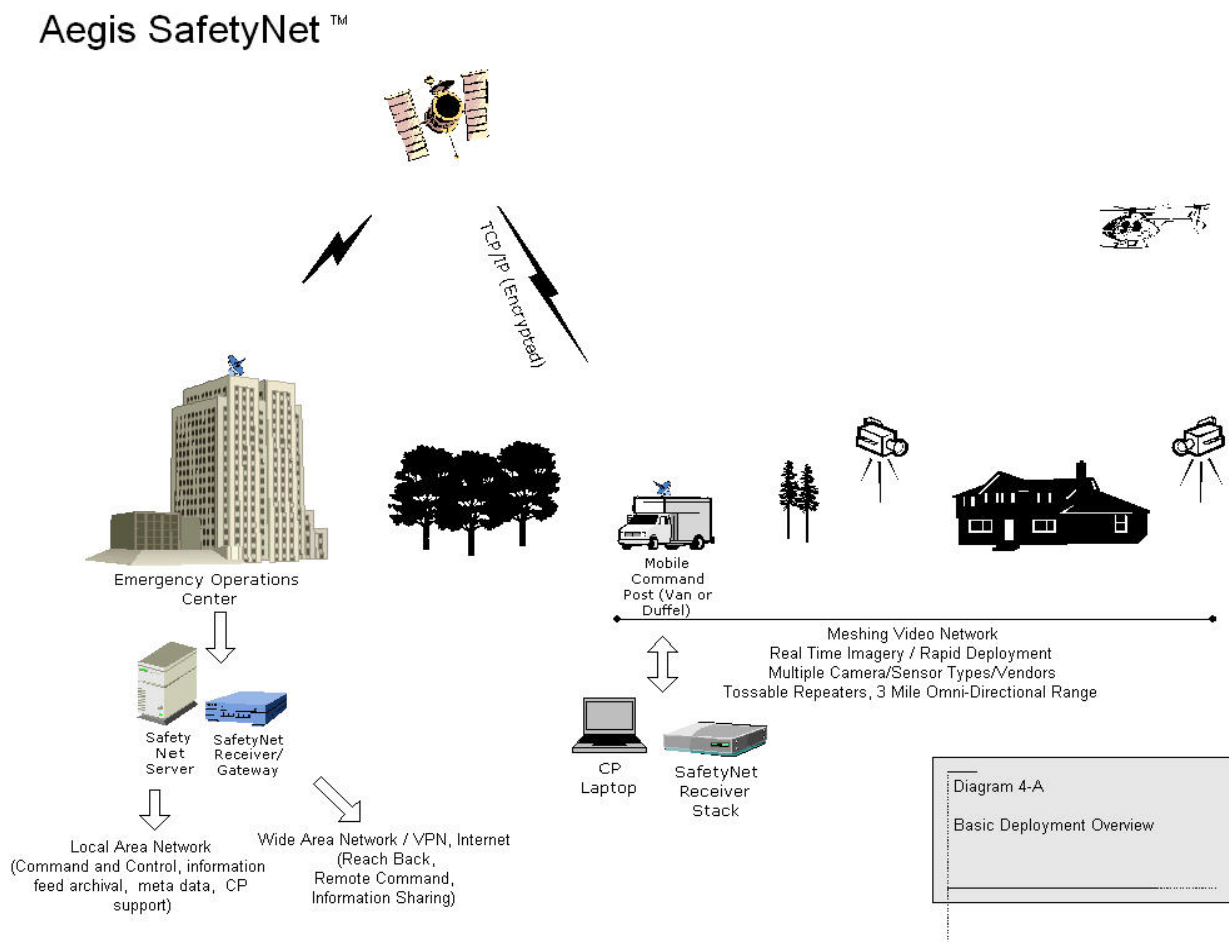 Aegis SafetyNet ™
TCP/IP (Encrypted)
Emergency Operations
Center
Mobile
Command
Post (Van or
Duffel)
Meshing Video Network
Real Time Imagery / Rapid Deployment
Multiple Camera/Sensor Types/Vendors
Tossable Repeaters, 3 Mile Omni-Directional Range
Safety
Net
Server
SafetyNet
Receiver/
Gateway
CP
Laptop
SafetyNet
Receiver
Stack
Local Area Network
(Command and Control, information
feed archival, meta data, CP
support)
Wide Area Network / VPN, Internet
(Reach Back,
Remote Command,
Information Sharing)
Diagram 4-A
Basic Deployment Overview